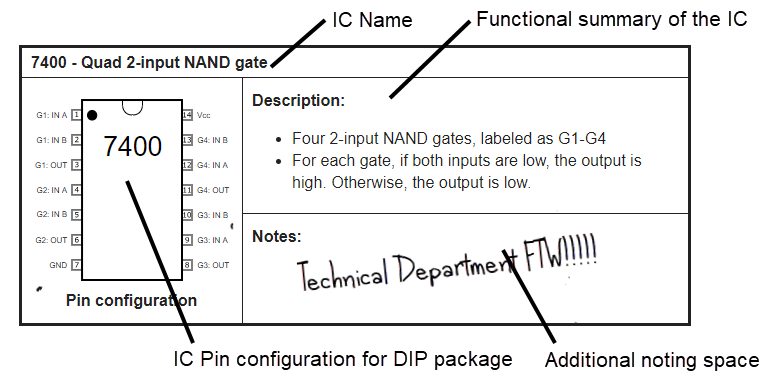 IC Name
Functional summary of the IC
7400 - Quad 2-input NAND gate
G1: IN A 1
G1: IN B 2
G1: OUT 3
G2: IN A 4
G2: IN B 5
G2: OUT 6
GND 7
7400
14 Vcc
13 G4: IN B
12 G4: IN A
11 G4: OUT
10 G3: IN B
9 G3: IN A
8 G3: OUT
Pin configuration
Description:
• Four 2-input NAND gates, labeled as G1-G4
• For each gate, if both inputs are low, the output is
high. Otherwise, the output is low.
Notes:
Technical Department FTW!!!!!
IC Pin configuration for DIP package
Additional noting space